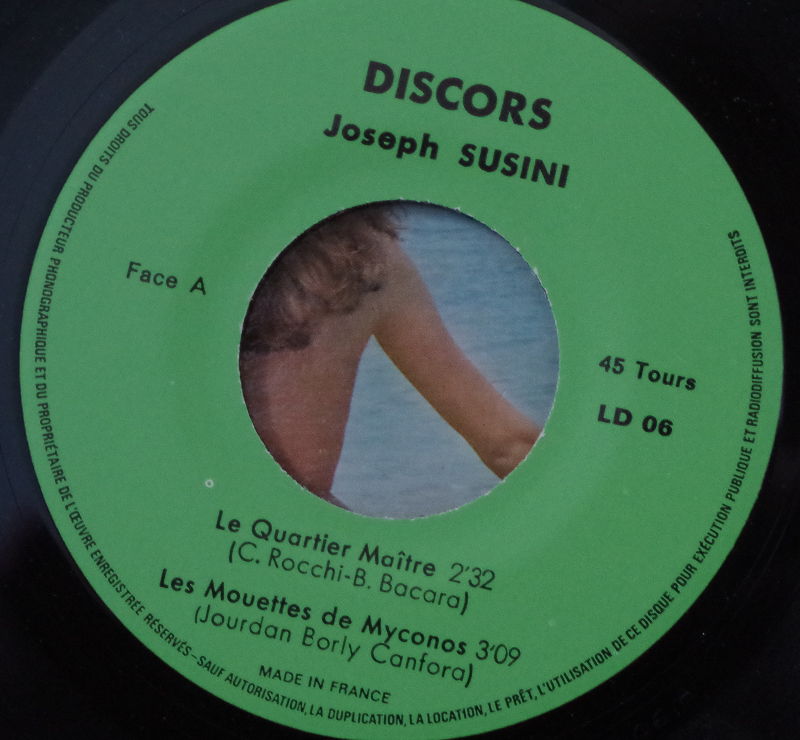 DISCORS
Joseph SUSINI
Face A
45 Tours
LD 06
Le Quartier Maître 2'32
(C. Rocchi-B. Bacara)
Les Mouettes de Myconos 3'09
(Jourdan Borly Canfora)
MADE IN FRANCE
TOUS DROITS DU PRODUCTEUR PHONOGRAPHIQUE ET DU PROPRIÉTAIRE DE L'ŒUVRE ENREGISTRÉE RÉSERVÉS-SAUF AUTORISATION, LA DUPLICATION, LA LOCATION, LE PRÊT, L'UTILISATION DE CE DISQUE POUR EXÉCUTION PUBLIQUE ET RADIODIFFUSION SONT INTERDITS